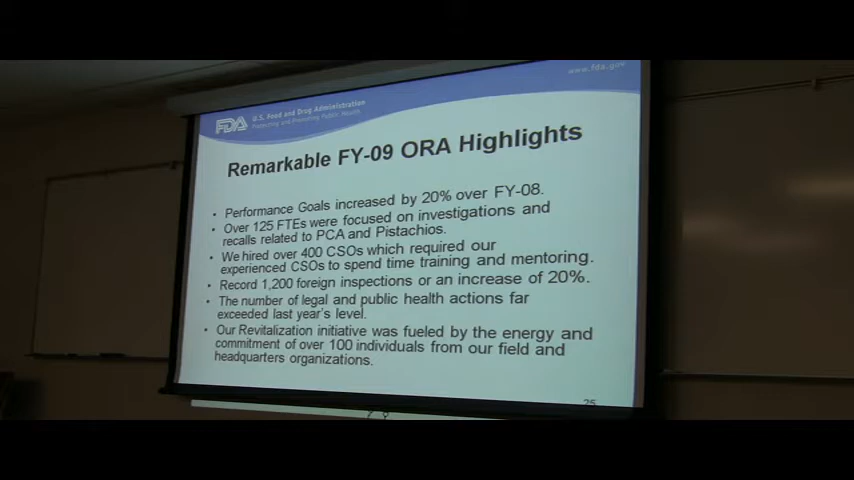 www.fda.gov
FDA
U.S. Food and Drug Administration
Protecting and Promoting Public Health
Remarkable FY-09 ORA Highlights
• Performance Goals increased by 20% over FY-08.
• Over 125 FTEs were focused on investigations and
recalls related to PCA and Pistachios.
• We hired over 400 CSOs which required our
experienced CSOs to spend time training and mentoring.
• Record 1,200 foreign inspections or an increase of 20%.
• The number of legal and public health actions far
exceeded last year's level.
• Our Revitalization initiative was fueled by the energy and
commitment of over 100 individuals from our field and
headquarters organizations.
25